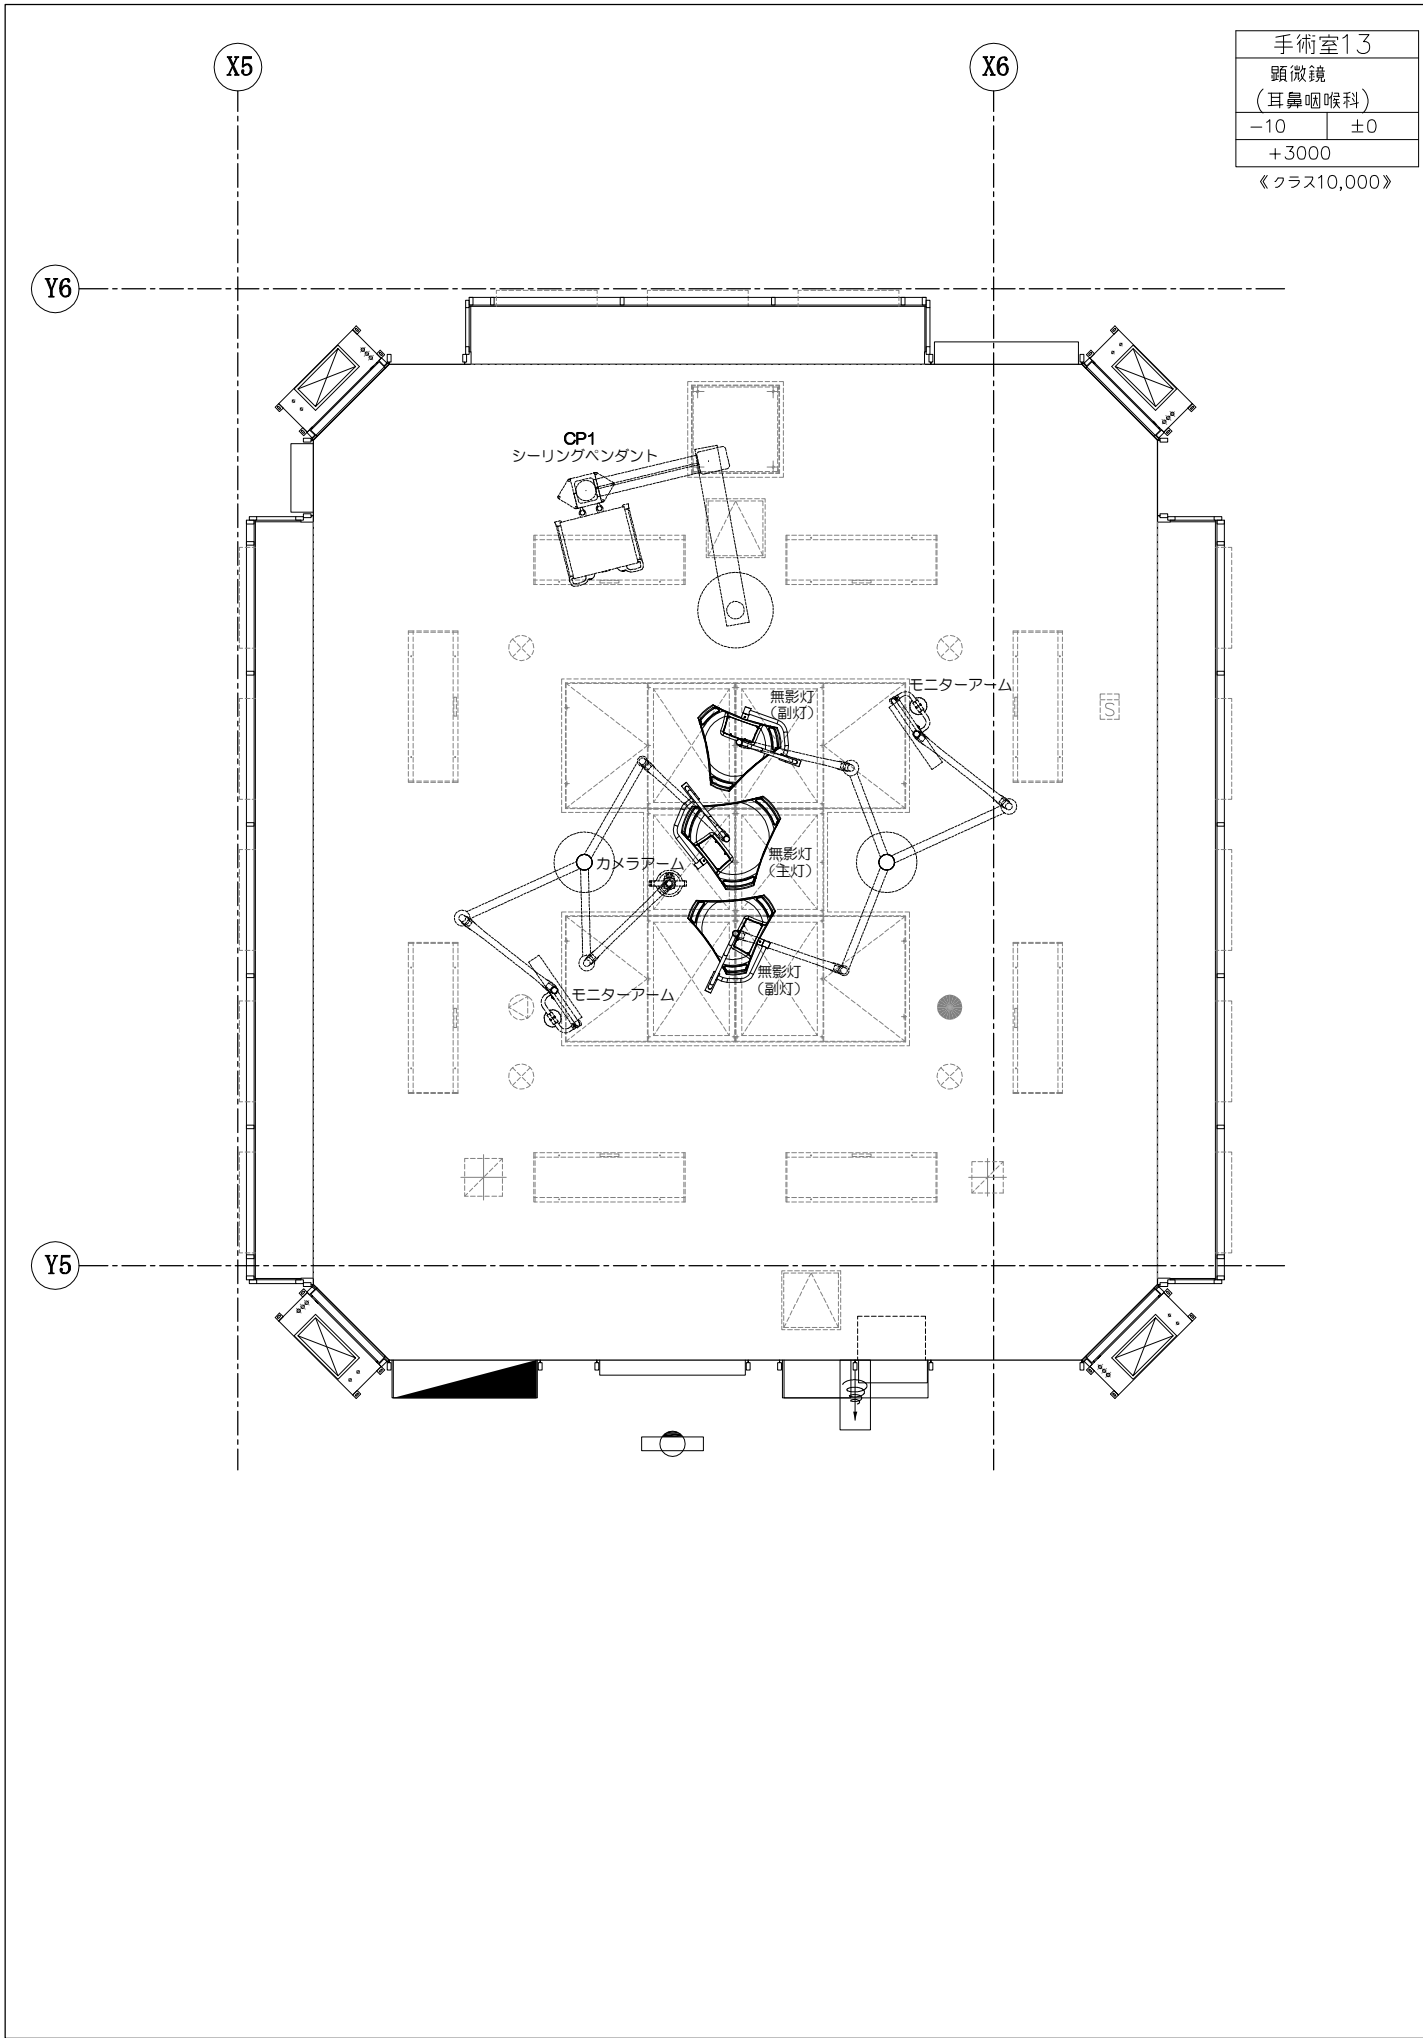 手術室13
顕微鏡
(耳鼻咽喉科)
-10 ±0
+3000
《クラス10,000》
X5
X6
Y6
CP1
シーリングペンダント
モニターアーム
無影灯
(副灯)
S
無影灯
(主灯)
カメラアーム
無影灯
(副灯)
モニターアーム
Y5